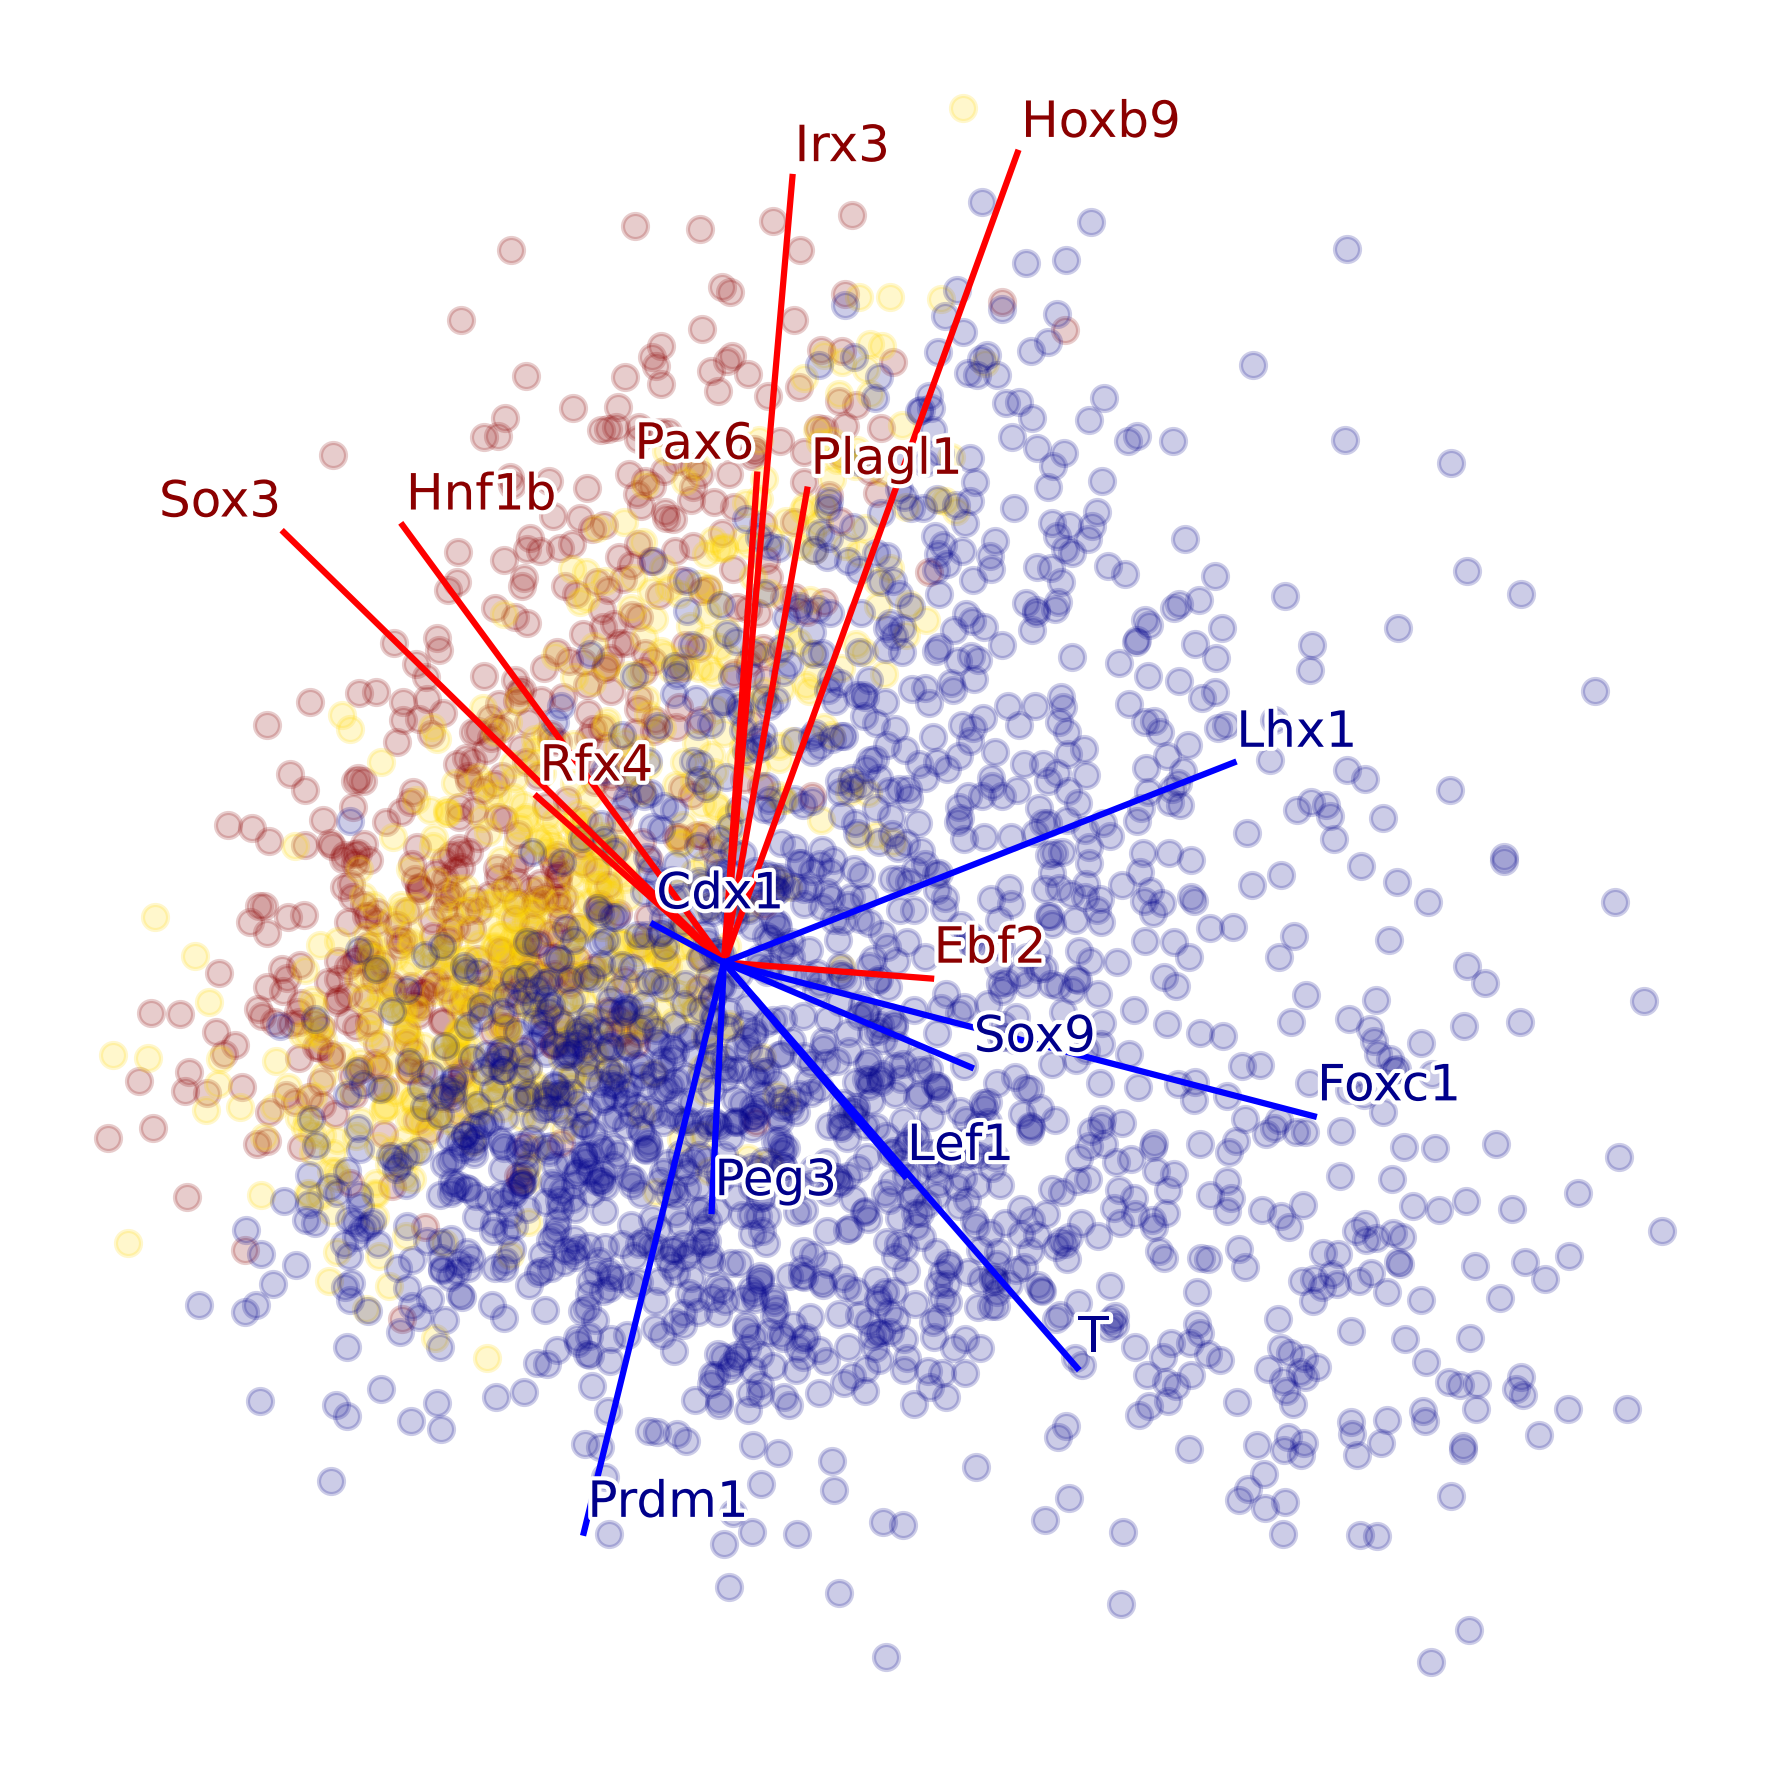 Hoxb9
Irx3
Pax6
Plagl1
Hnf1b
Sox3
Lhx1
Rfx4
Cdx1
Ebf2
Sox9
Foxc1
Lef1
Peg3
T
Prdm1